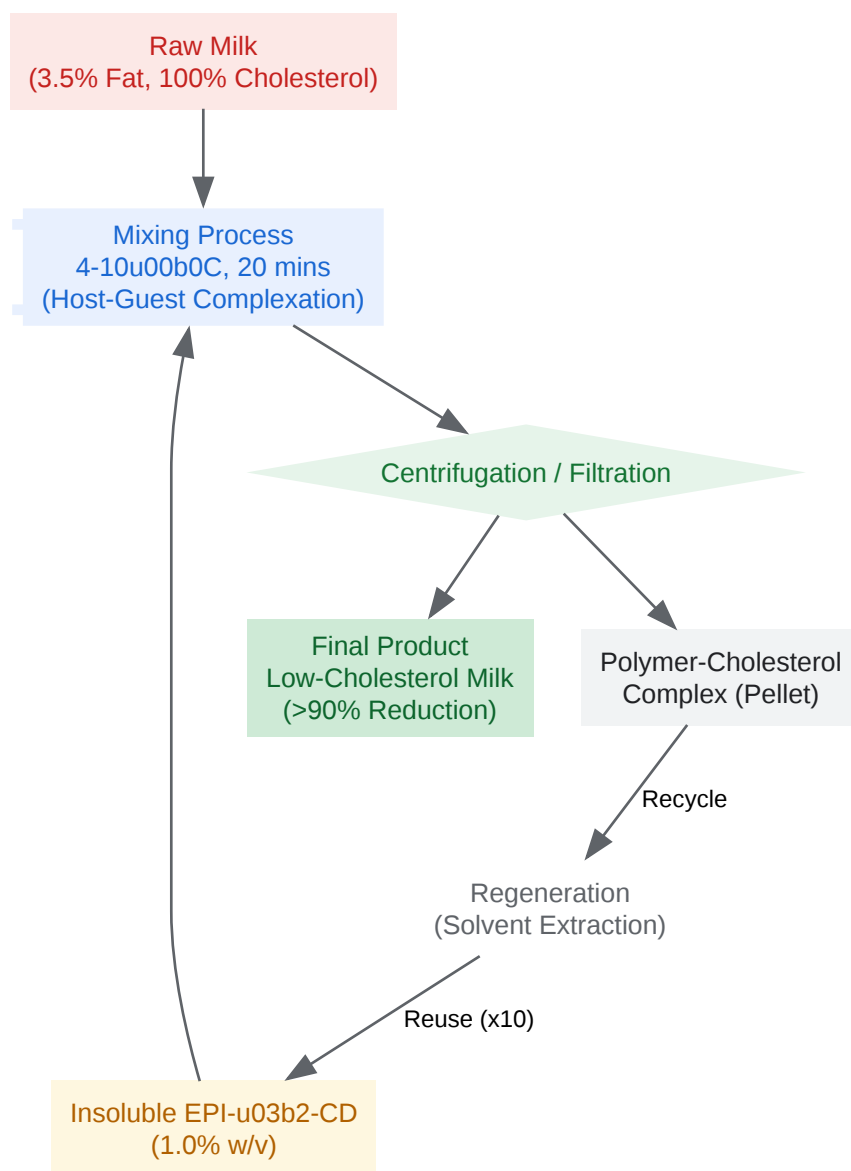 Raw Milk
(3.5% Fat, 100% Cholesterol)
Mixing Process
4-10u00b0C, 20 mins
(Host-Guest Complexation)
Centrifugation / Filtration
Final Product
Low-Cholesterol Milk
(>90% Reduction)
Polymer-Cholesterol
Complex (Pellet)
Recycle
Regeneration
(Solvent Extraction)
Reuse (x10)
Insoluble EPI-u03b2-CD
(1.0% w/v)